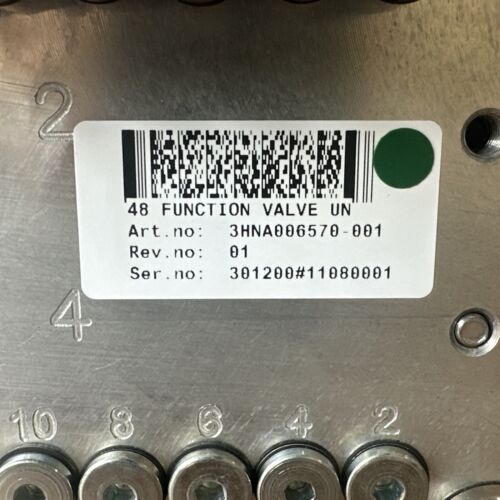 2
48 FUNCTION VALVE UN
Art.no: 3HNA006570-001
Rev.no: 01
Ser.no: 301200#11080001
4
10 8 6 4 2